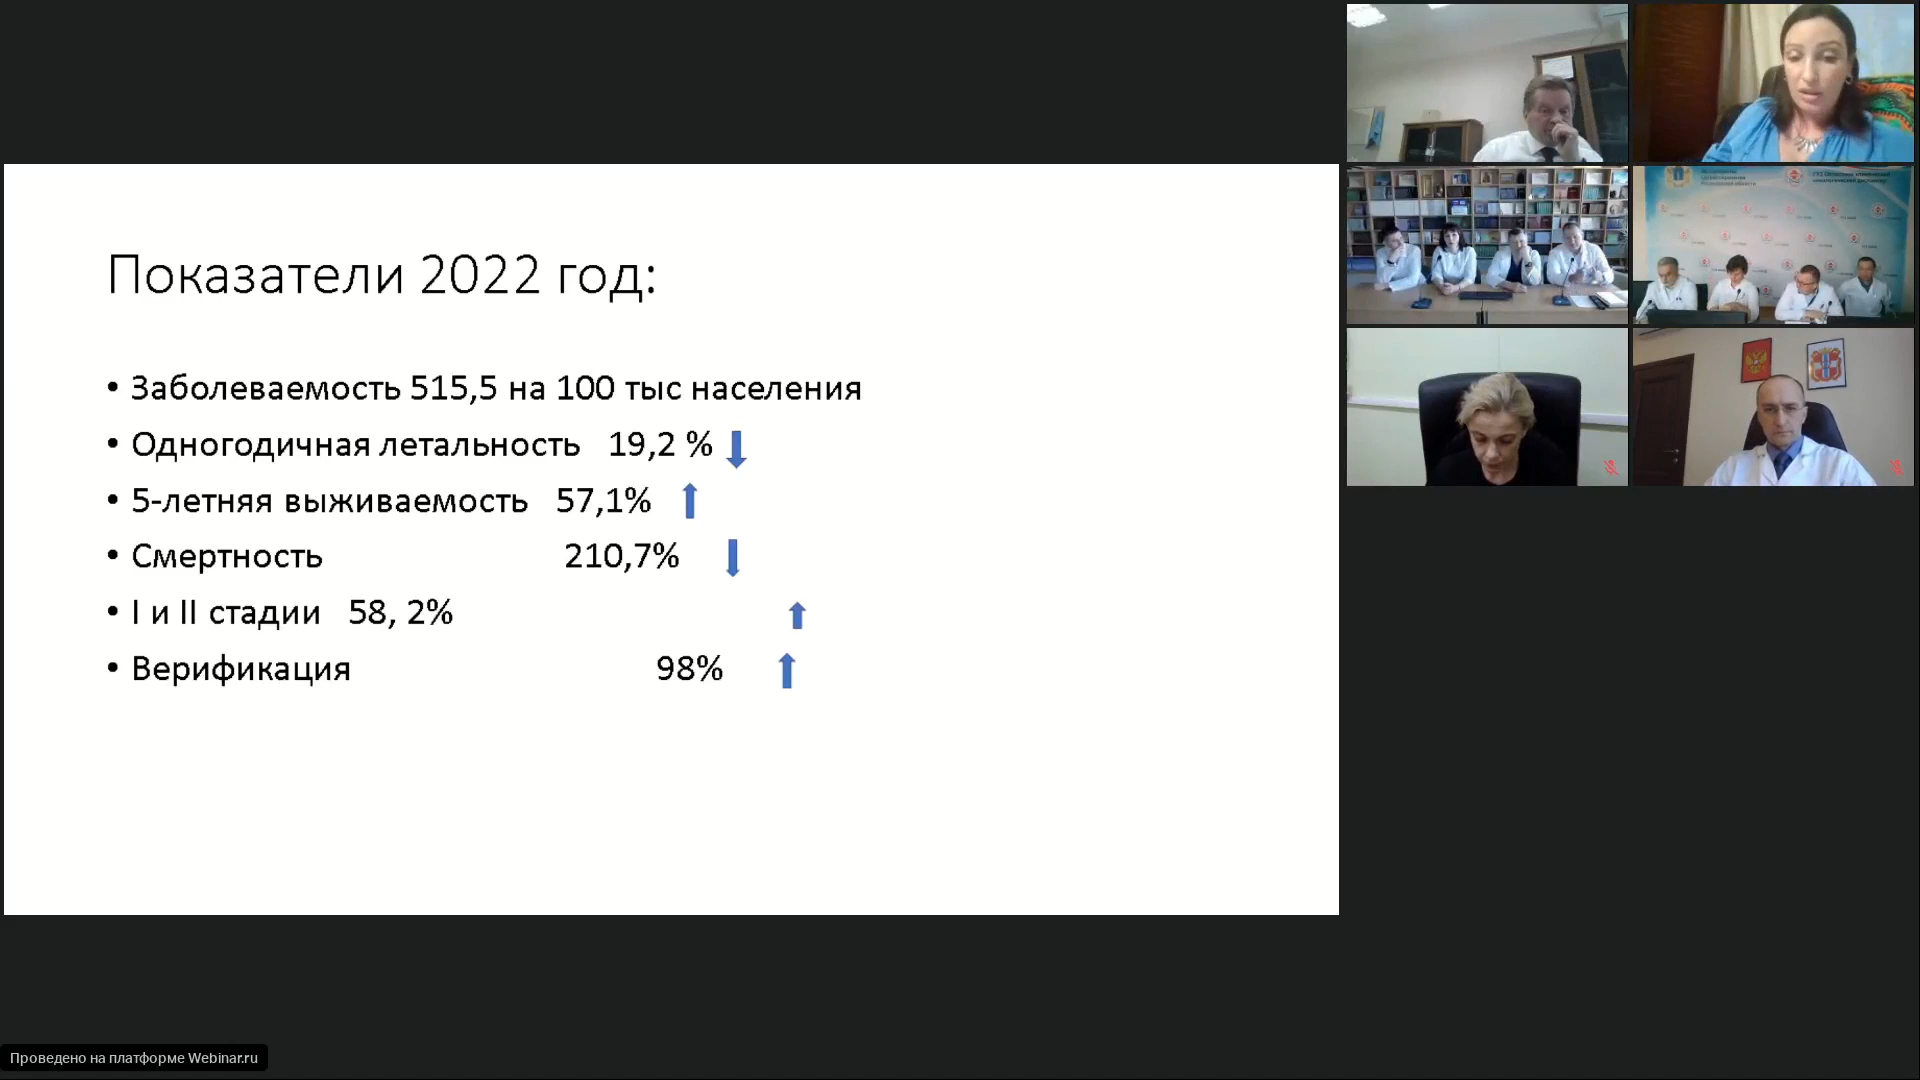 Показатели 2022 год:
• Заболеваемость 515,5 на 100 тыс населения
• Одногодичная летальность 19,2 %
• 5-летняя выживаемость 57,1%
• Смертность 210,7%
• I и II стадии 58, 2%
• Верификация 98%
Проведено на платформе Webinar.ru